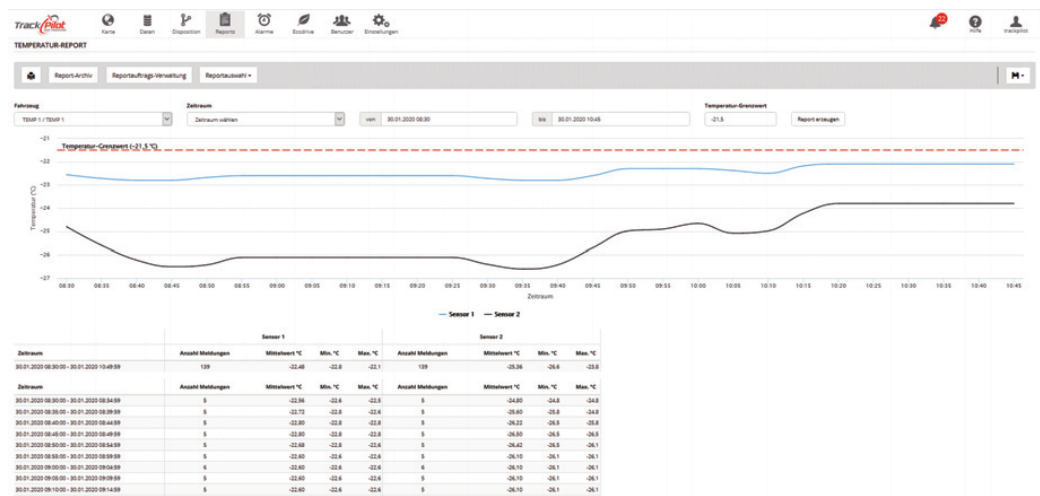 TrackPilot
Karte Daten Disposition Reports Alarme Ecodrive Benutzer Einstellungen 22 Hilfe trackpilot
TEMPERATUR-REPORT
Report-Archiv Reportauftrags-Verwaltung Reportauswahl
Fahrzeug Zeitraum Temperatur-Grenzwert
TEMP 1 / TEMP 1 Zeitraum wählen von 30.01.2020 08:30 bis 30.01.2020 10:45 -21,5 Report erzeugen
-21
Temperatur-Grenzwert (-21,5 °C)
-22
-23
-24
-25
-26
-27
Temperatur (°C)
08:30 08:35 08:40 08:45 08:50 08:55 09:00 09:05 09:10 09:15 09:20 09:25 09:30 09:35 09:40 09:45 09:50 09:55 10:00 10:05 10:10 10:15 10:20 10:25 10:30 10:35 10:40 10:45
Zeitraum
Sensor 1 Sensor 2
Sensor 1 Sensor 2
Zeitraum Anzahl Meldungen Mittelwert °C Min. °C Max. °C Anzahl Meldungen Mittelwert °C Min. °C Max. °C
30.01.2020 08:30:00 - 30.01.2020 10:49:59 139 -22,48 -22,8 -22,1 139 -25,36 -26,6 -23,8
Zeitraum Anzahl Meldungen Mittelwert °C Min. °C Max. °C Anzahl Meldungen Mittelwert °C Min. °C Max. °C
30.01.2020 08:30:00 - 30.01.2020 08:34:59 5 -22,56 -22,6 -22,5 5 -24,80 -24,8 -24,8
30.01.2020 08:35:00 - 30.01.2020 08:39:59 5 -22,72 -22,8 -22,6 5 -25,60 -25,8 -24,8
30.01.2020 08:40:00 - 30.01.2020 08:44:59 5 -22,80 -22,8 -22,8 5 -26,22 -26,5 -25,8
30.01.2020 08:45:00 - 30.01.2020 08:49:59 5 -22,80 -22,8 -22,8 5 -26,50 -26,5 -26,5
30.01.2020 08:50:00 - 30.01.2020 08:54:59 5 -22,68 -22,8 -22,6 5 -26,42 -26,5 -26,1
30.01.2020 08:55:00 - 30.01.2020 08:59:59 5 -22,60 -22,6 -22,6 5 -26,10 -26,1 -26,1
30.01.2020 09:00:00 - 30.01.2020 09:04:59 6 -22,60 -22,6 -22,6 6 -26,10 -26,1 -26,1
30.01.2020 09:05:00 - 30.01.2020 09:09:59 5 -22,60 -22,6 -22,6 5 -26,10 -26,1 -26,1
30.01.2020 09:10:00 - 30.01.2020 09:14:59 5 -22,60 -22,6 -22,6 5 -26,10 -26,1 -26,1